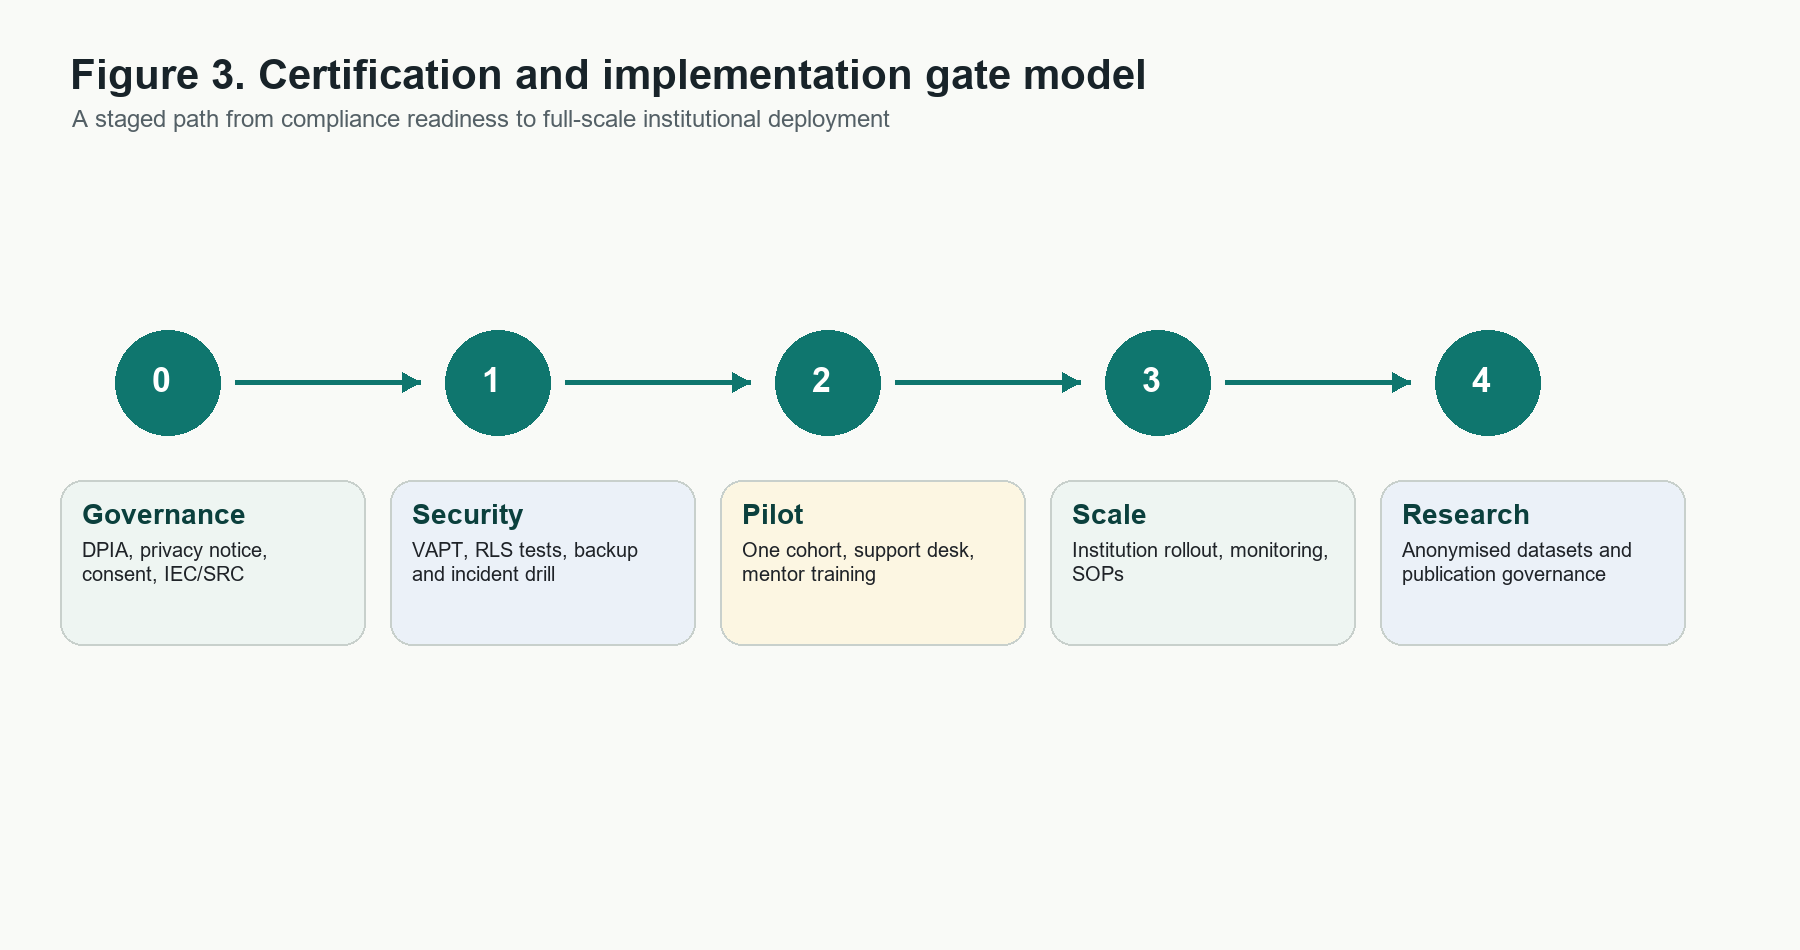 Figure 3. Certification and implementation gate model
A staged path from compliance readiness to full-scale institutional deployment
0
1
2
3
4
Governance
DPIA, privacy notice,
consent, IEC/SRC
Security
VAPT, RLS tests, backup
and incident drill
Pilot
One cohort, support desk,
mentor training
Scale
Institution rollout, monitoring,
SOPs
Research
Anonymised datasets and
publication governance